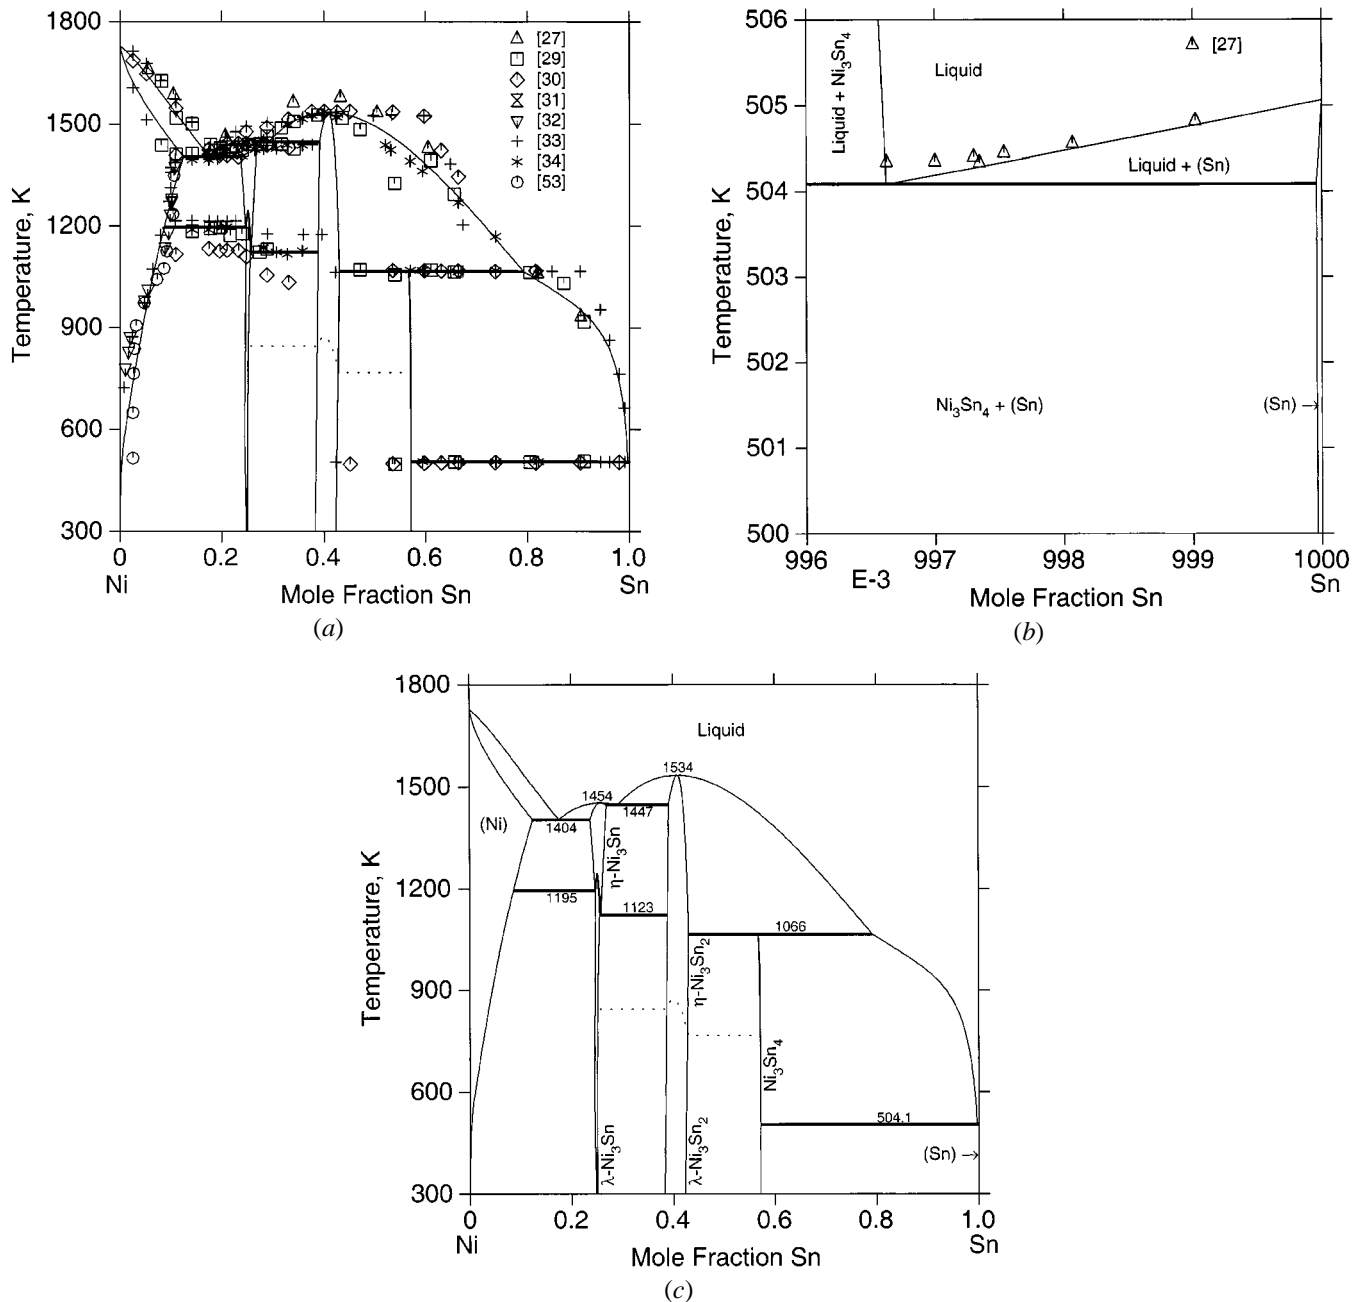 1800
1500
1200
900
600
300
Temperature, K
[27]
[29]
[30]
[31]
[32]
[33]
[34]
[53]
0 0.2 0.4 0.6 0.8 1.0
Ni Mole Fraction Sn Sn
(a)
506
505
504
503
502
501
500
Temperature, K
Liquid + Ni3Sn4
Liquid
[27]
Liquid + (Sn)
Ni3Sn4 + (Sn)
(Sn) →
996 997 998 999 1000
E-3 Mole Fraction Sn Sn
(b)
1800
1500
1200
900
600
300
Temperature, K
Liquid
1534
1454
1447
(Ni)
1404
η-Ni3Sn
1195
1123
1066
η-Ni3Sn2
Ni3Sn4
504.1
λ-Ni3Sn
λ-Ni3Sn2
(Sn) →
0 0.2 0.4 0.6 0.8 1.0
Ni Mole Fraction Sn Sn
(c)